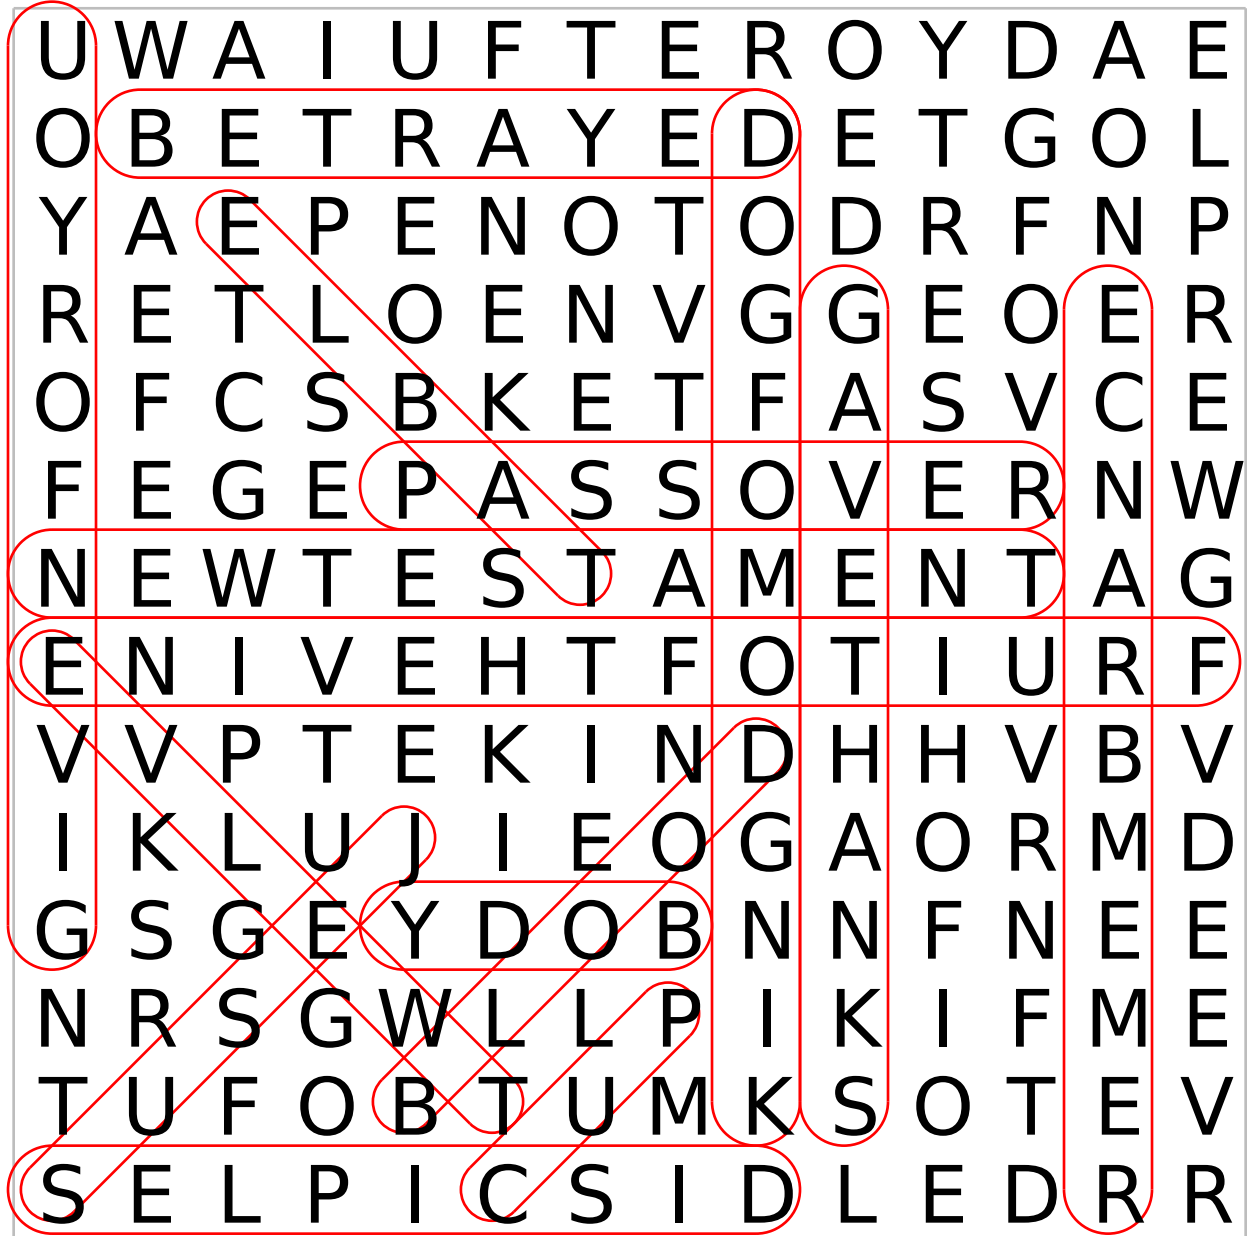 U W A I U F T E R O Y D A E
O B E T R A Y E D E T G O L
Y A E P E N O T O D R F N P
R E T L O E N V G G E O E R
O F C S B K E T F A S V C E
F E G E P A S S O V E R N W
N E W T E S T A M E N T A G
E N I V E H T F O T I U R F
V V P T E K I N D H H V B V
I K L U J I E O G A O R M D
G S G E Y D O B N N F N E E
N R S G W L L P I K I F M E
T U F O B T U M K S O T E V
S E L P I C S I D L E D R R